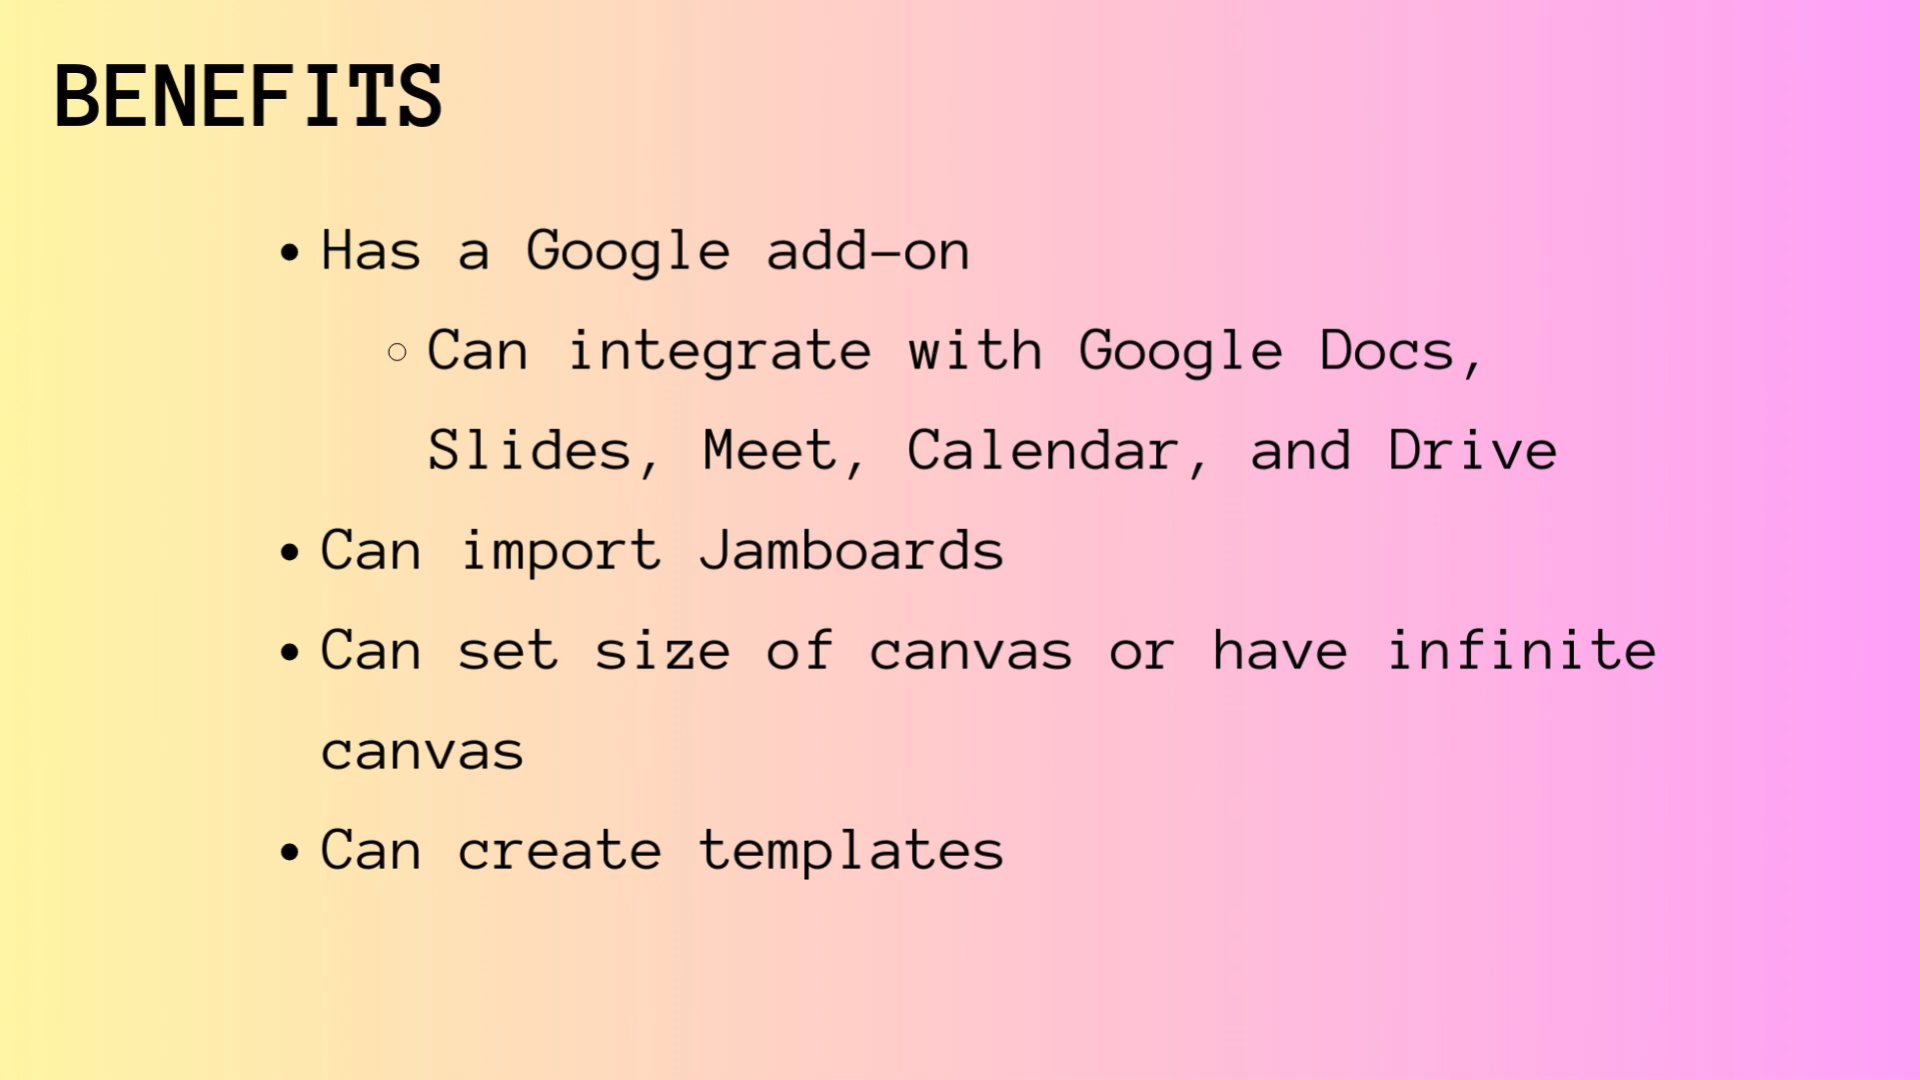 BENEFITS
• Has a Google add-on
○ Can integrate with Google Docs,
Slides, Meet, Calendar, and Drive
• Can import Jamboards
• Can set size of canvas or have infinite
canvas
• Can create templates